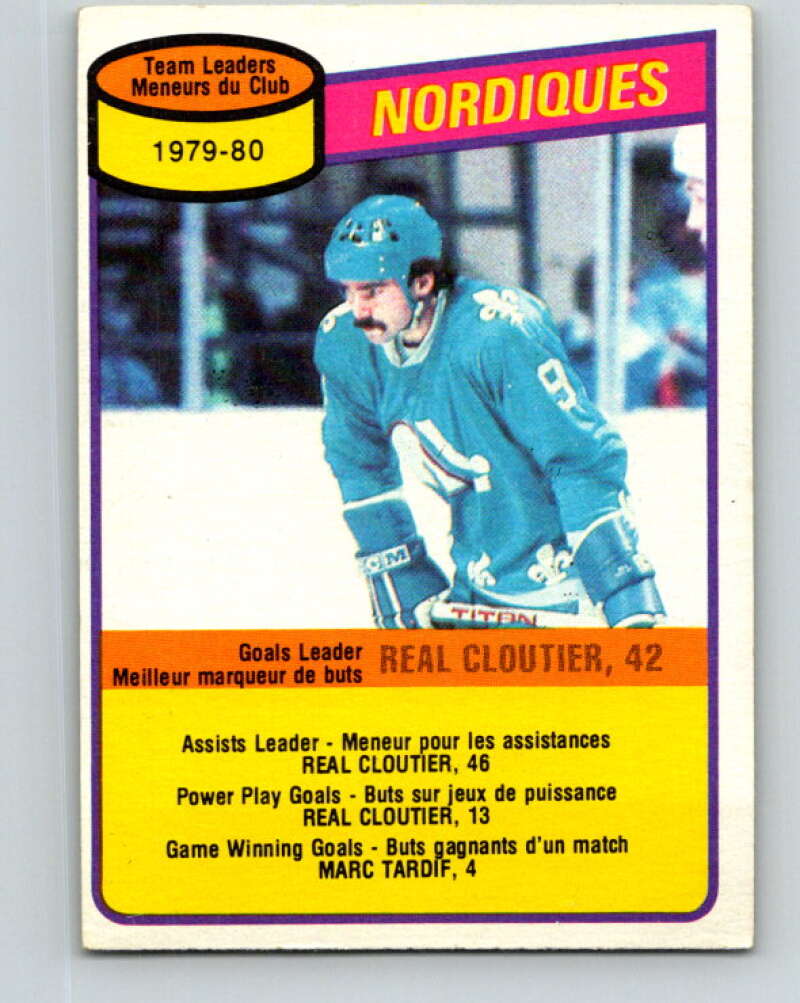 Team Leaders
Meneurs du Club
1979-80
NORDIQUES
9
TITAN
Goals Leader
Meilleur marqueur de buts
REAL CLOUTIER, 42
Assists Leader - Meneur pour les assistances
REAL CLOUTIER, 46
Power Play Goals - Buts sur jeux de puissance
REAL CLOUTIER, 13
Game Winning Goals - Buts gagnants d'un match
MARC TARDIF, 4